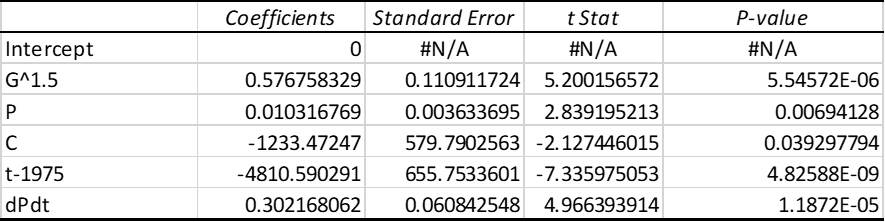 Coefficients Standard Error t Stat P-value
Intercept 0 #N/A #N/A #N/A
G^1.5 0.576758329 0.110911724 5.200156572 5.54572E-06
P 0.010316769 0.003633695 2.839195213 0.00694128
C -1233.47247 579.7902563 -2.127446015 0.039297794
t-1975 -4810.590291 655.7533601 -7.335975053 4.82588E-09
dPdt 0.302168062 0.060842548 4.966393914 1.1872E-05